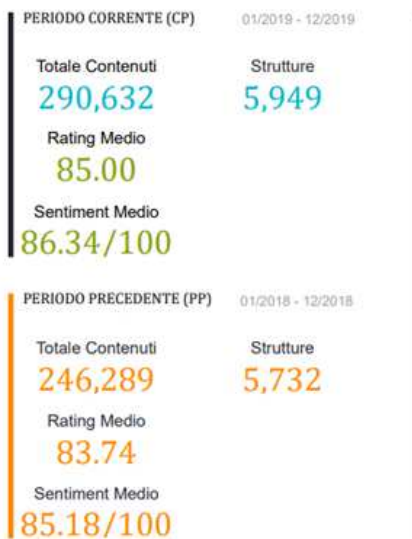 PERIODO CORRENTE (CP) 01/2019 - 12/2019
Totale Contenuti Strutture
290,632 5,949
Rating Medio
85.00
Sentiment Medio
86.34/100
PERIODO PRECEDENTE (PP) 01/2018 - 12/2018
Totale Contenuti Strutture
246,289 5,732
Rating Medio
83.74
Sentiment Medio
85.18/100